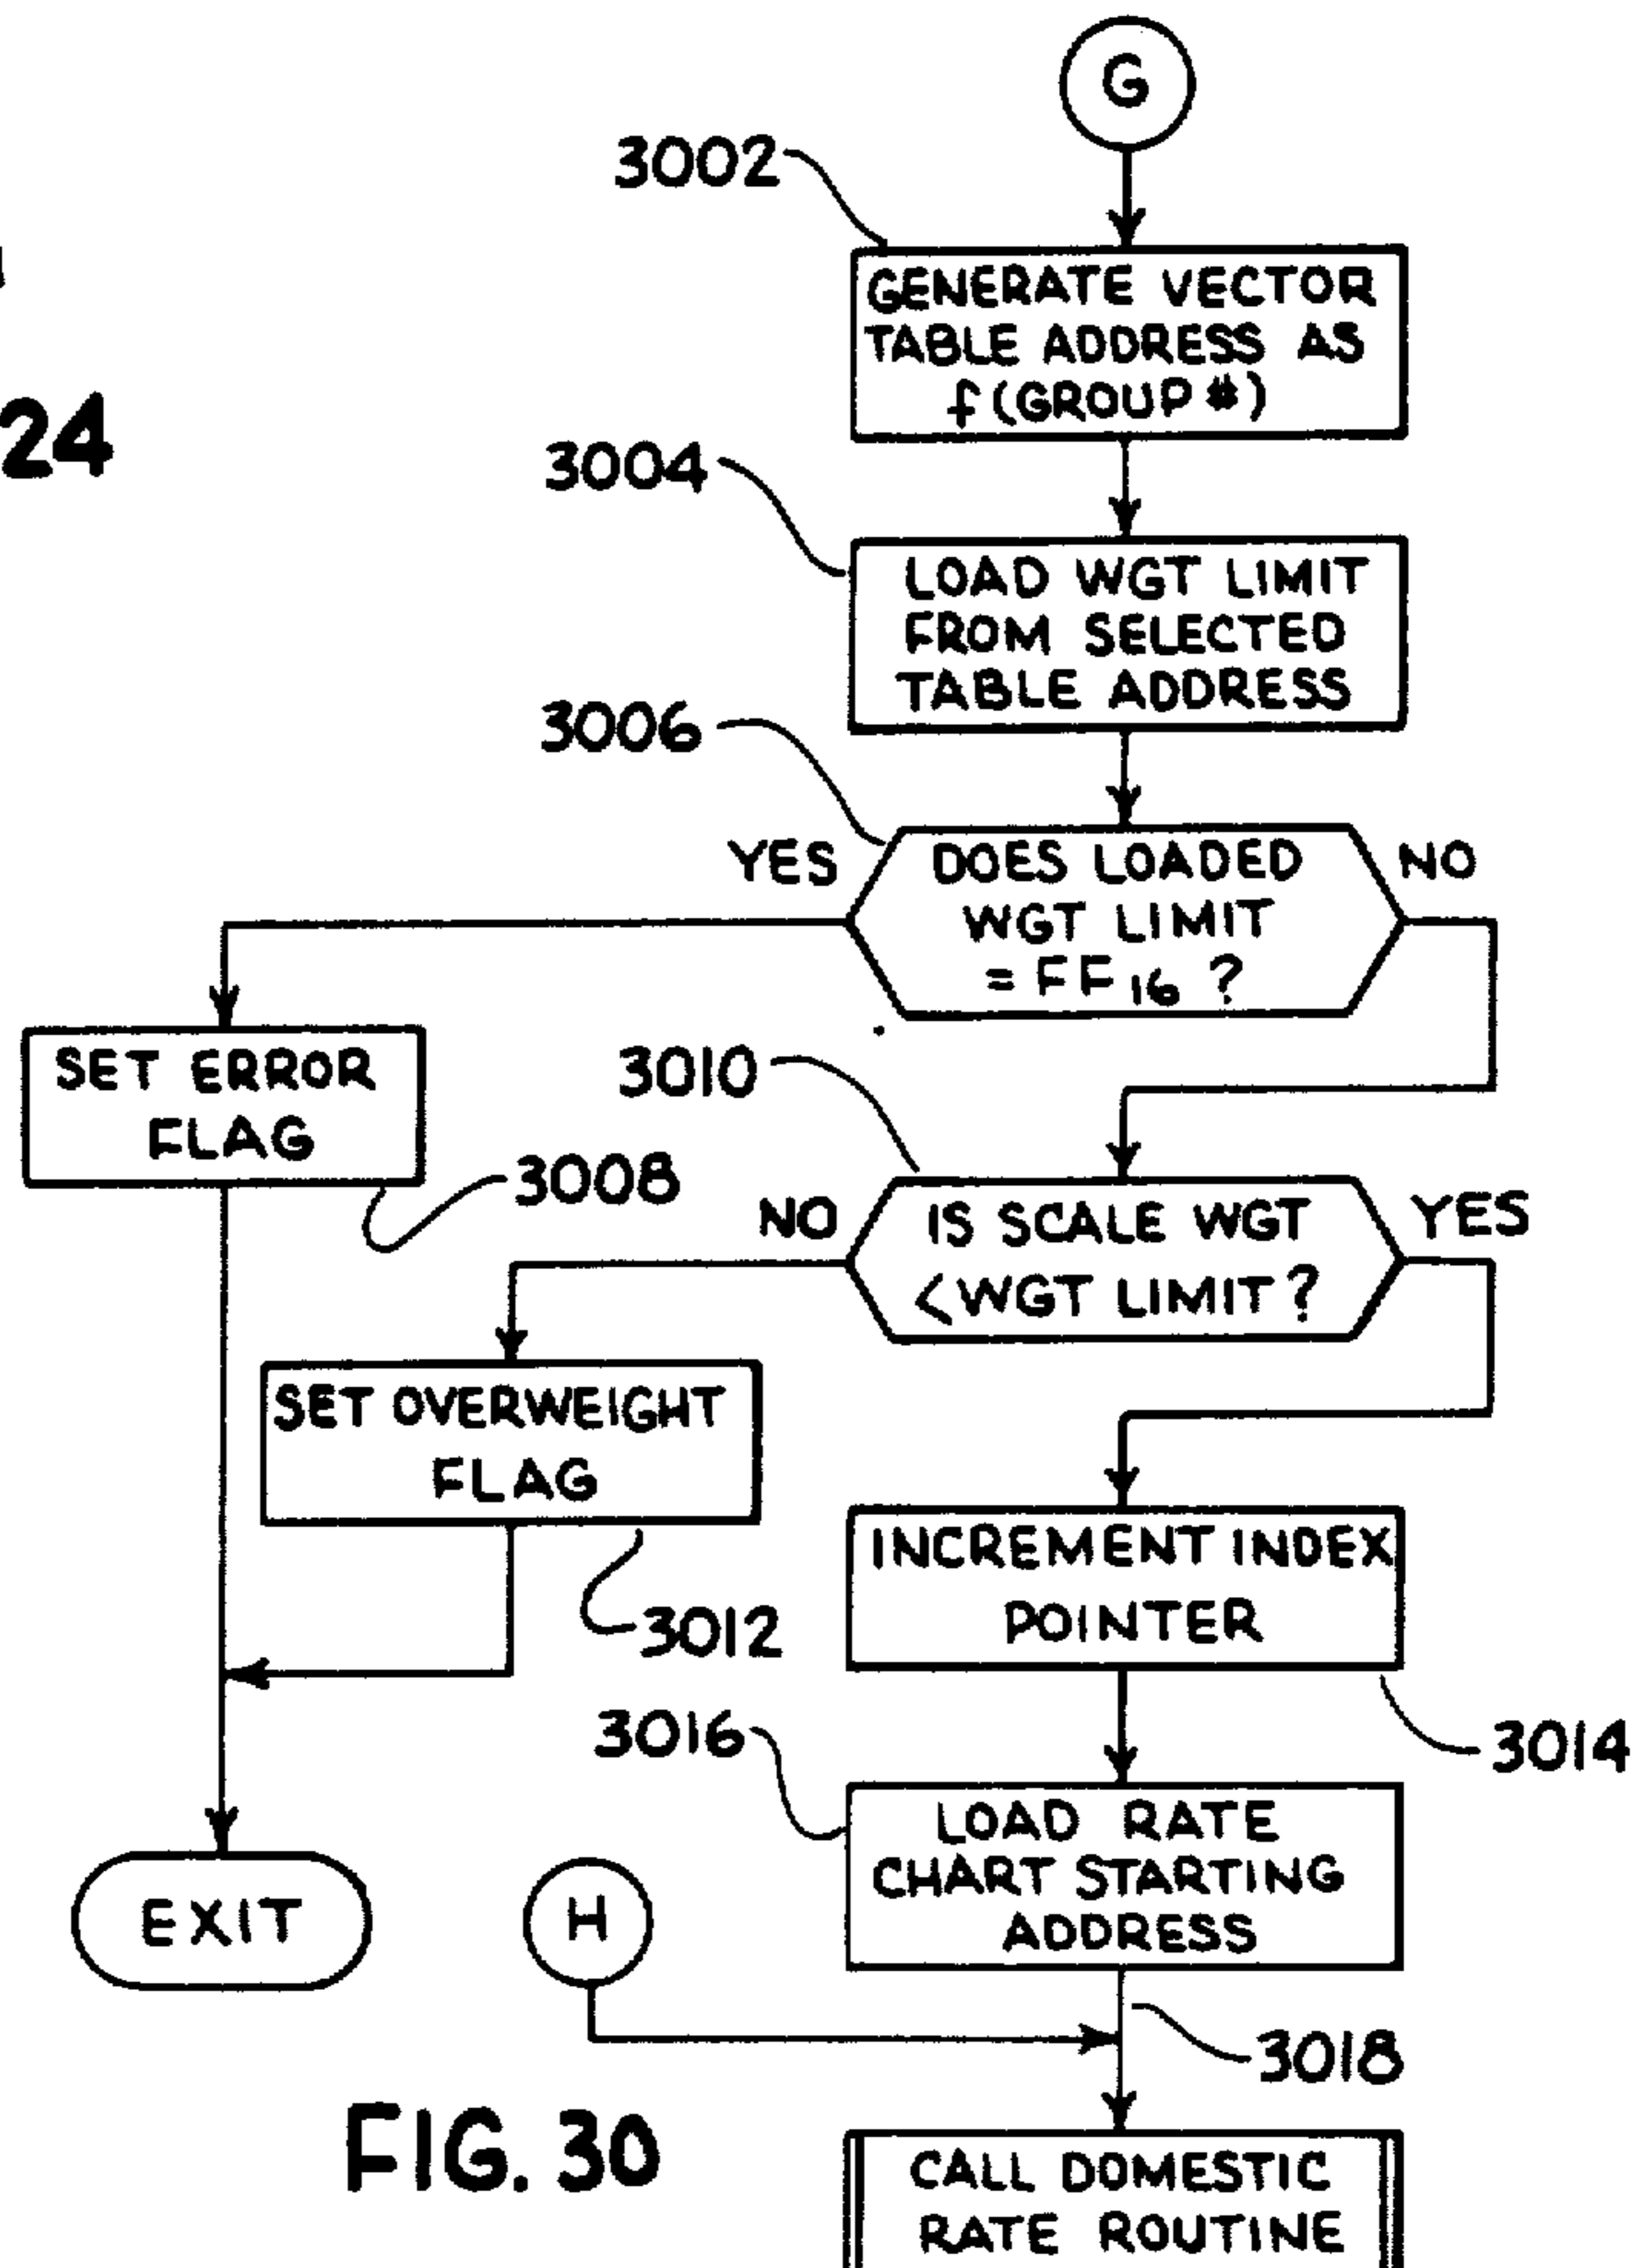 G
3002
GENERATE VECTOR
TABLE ADDRESS AS
f(GROUP #)
24
3004
LOAD WGT LIMIT
FROM SELECTED
TABLE ADDRESS
3006
YES
DOES LOADED
WGT LIMIT
= FF16 ?
NO
SET ERROR
FLAG
3008
3010
NO
IS SCALE WGT
< WGT LIMIT?
YES
SET OVERWEIGHT
FLAG
3012
INCREMENT INDEX
POINTER
3014
3016
LOAD RATE
CHART STARTING
ADDRESS
EXIT
H
3018
FIG. 30
CALL DOMESTIC
RATE ROUTINE